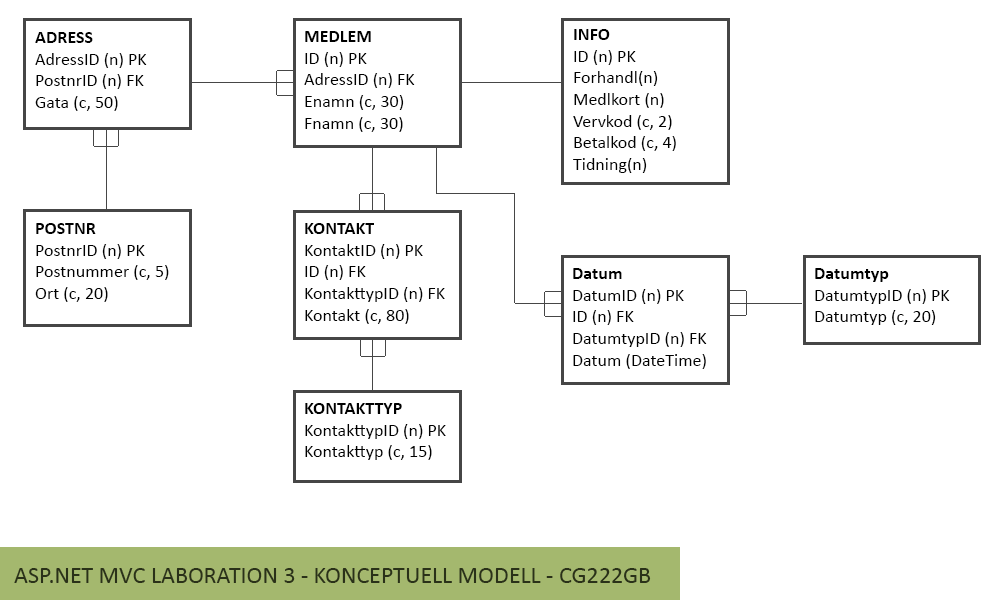 ADRESS
AdressID (n) PK
PostnrID (n) FK
Gata (c, 50)
MEDLEM
ID (n) PK
AdressID (n) FK
Enamn (c, 30)
Fnamn (c, 30)
INFO
ID (n) PK
Forhandl(n)
Medlkort (n)
Vervkod (c, 2)
Betalkod (c, 4)
Tidning(n)
POSTNR
PostnrID (n) PK
Postnummer (c, 5)
Ort (c, 20)
KONTAKT
KontaktID (n) PK
ID (n) FK
KontakttypID (n) FK
Kontakt (c, 80)
Datum
DatumID (n) PK
ID (n) FK
DatumtypID (n) FK
Datum (DateTime)
Datumtyp
DatumtypID (n) PK
Datumtyp (c, 20)
KONTAKTTYP
KontakttypID (n) PK
Kontakttyp (c, 15)
ASP.NET MVC LABORATION 3 - KONCEPTUELL MODELL - CG222GB